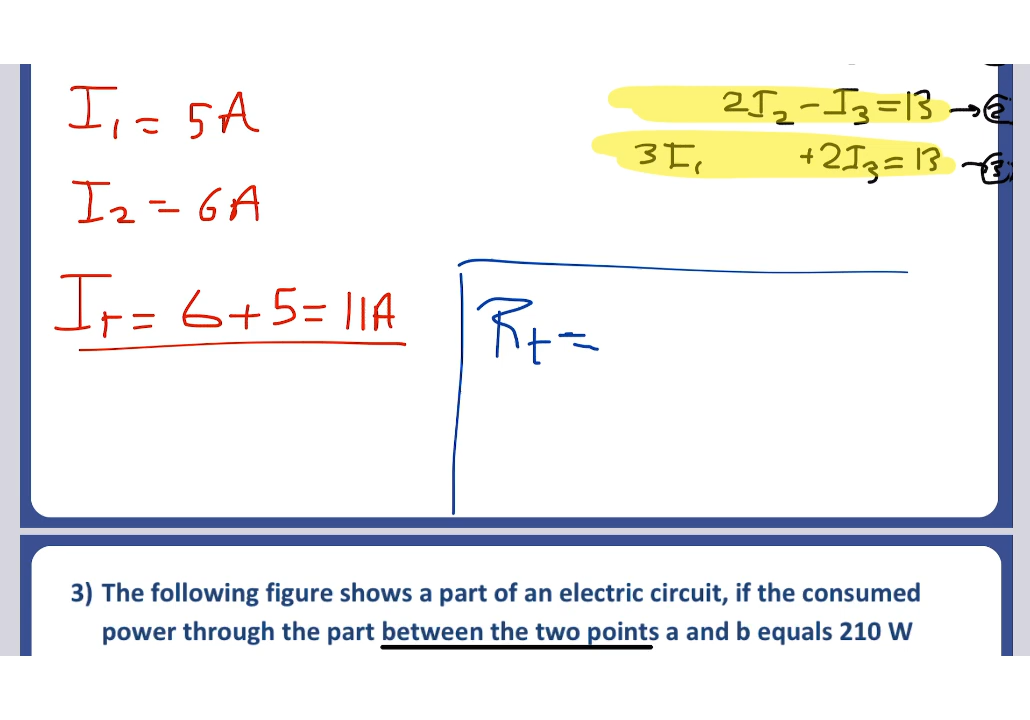 I₁ = 5A
2I₂ - I₃ = 13 → ②
3I₁ + 2I₃ = 13 → ③
I₂ = 6A
I_T = 6 + 5 = 11A
R_t =
3) The following figure shows a part of an electric circuit, if the consumed
power through the part between the two points a and b equals 210 W